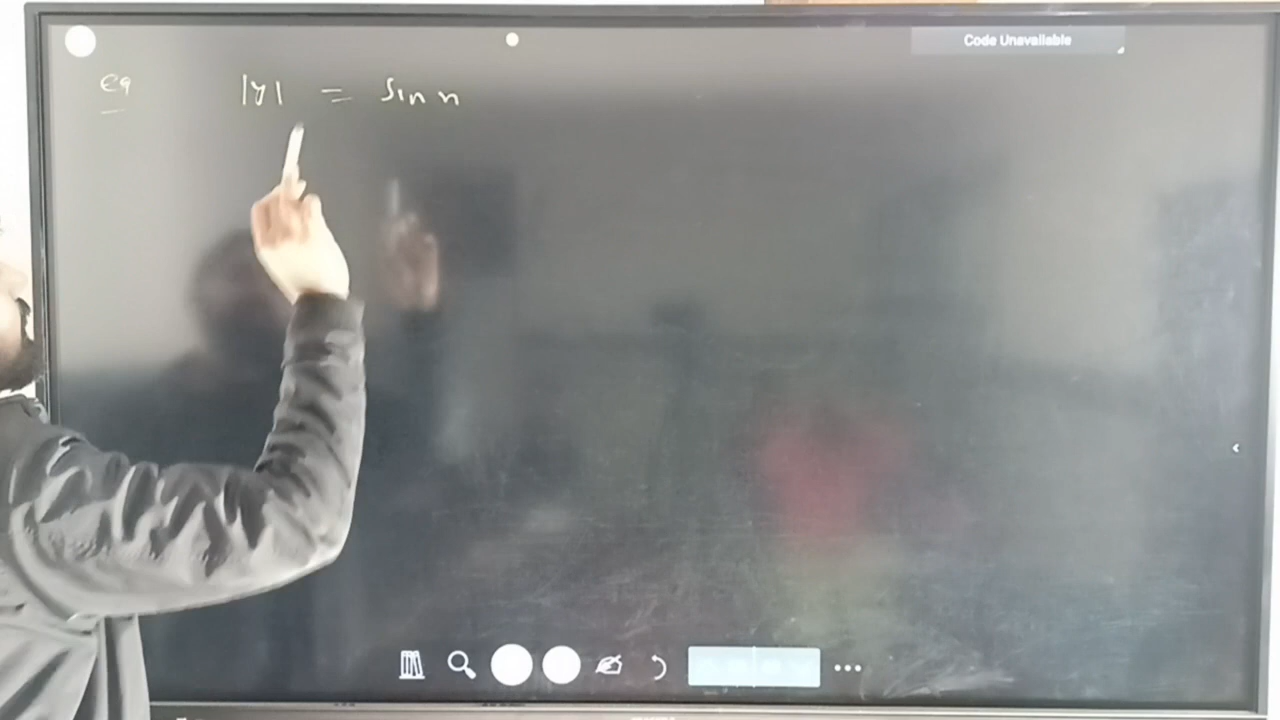 Code Unavailable
Eg |y| = sin x